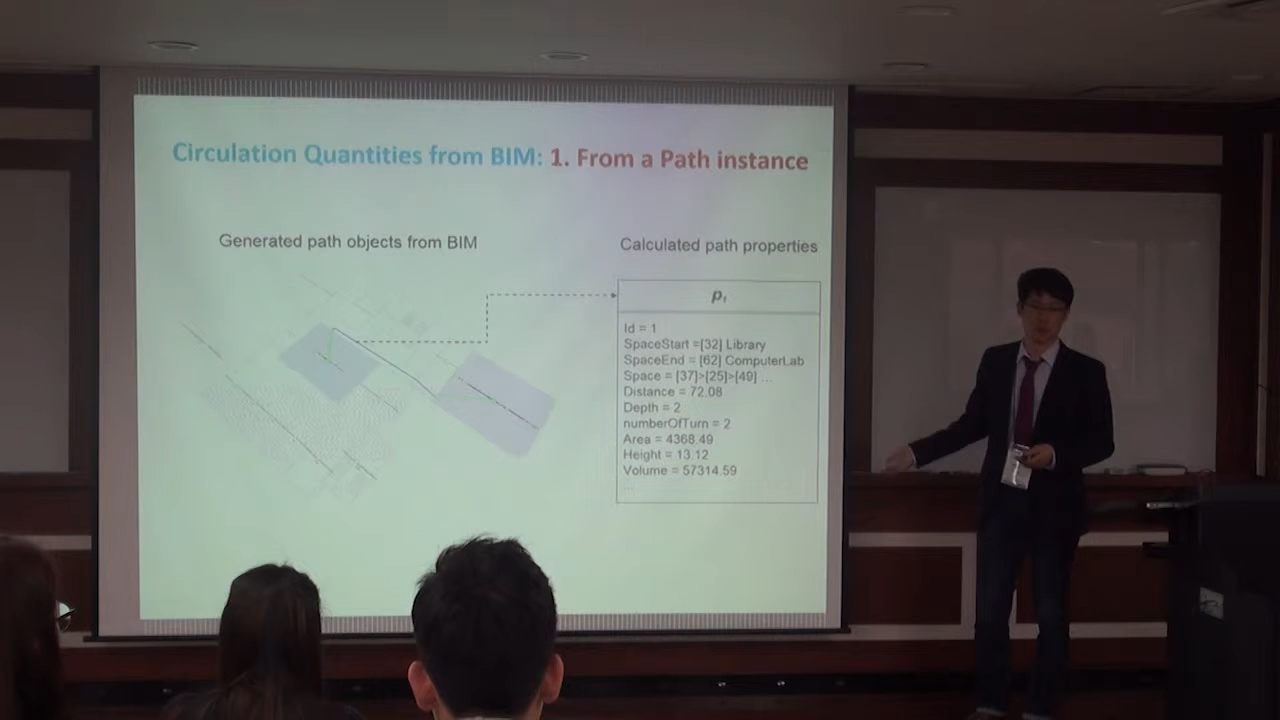 Circulation Quantities from BIM: 1. From a Path instance
Generated path objects from BIM
Calculated path properties
P₁
Id = 1
SpaceStart =[32] Library
SpaceEnd = [62] ComputerLab
Space = [37]>[25]>[49] ...
Distance = 72.08
Depth = 2
numberOfTurn = 2
Area = 4368.49
Height = 13.12
Volume = 57314.59
...